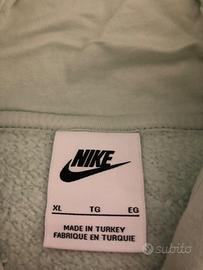 NIKE
XL TG EG
MADE IN TURKEY
FABRIQUE EN TURQUIE
subito